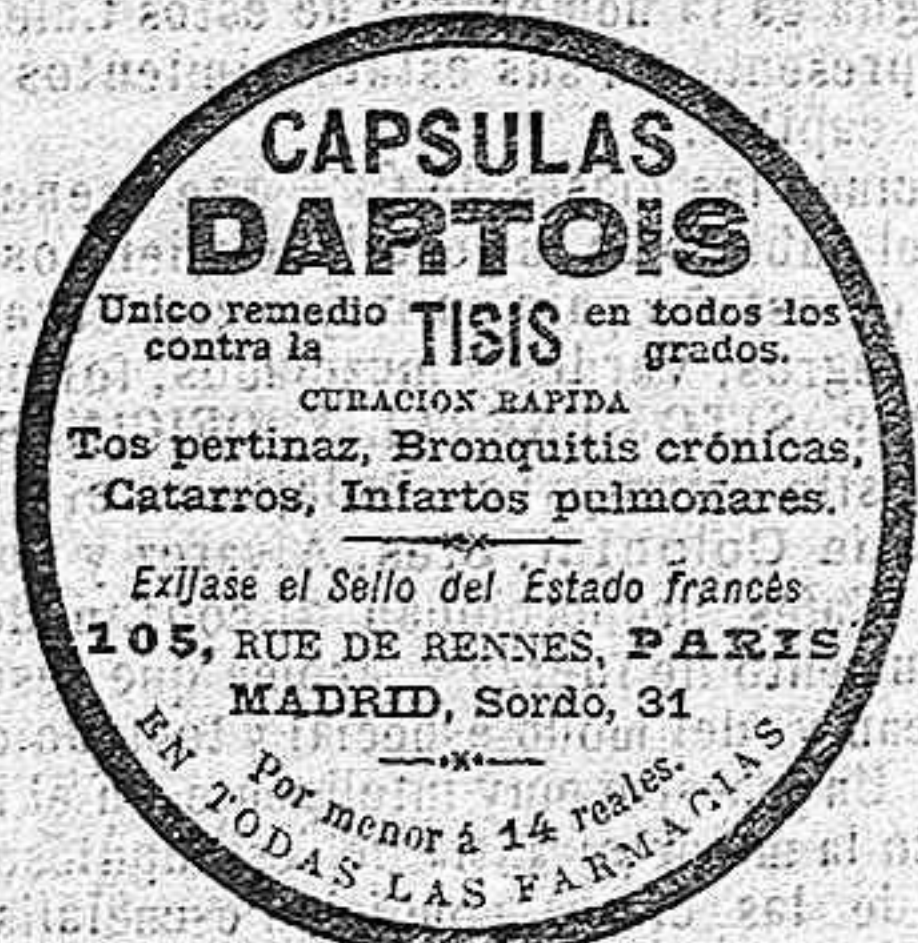 CAPSULAS
DARTOIS
Unico remedio contra la TISIS en todos los grados.
CURACION RAPIDA
Tos pertinaz, Bronquitis crónicas,
Catarros, Infartos pulmonares.
Exijase el Sello del Estado francés
105, RUE DE RENNES, PARIS
MADRID, Sordo, 31
Por menor á 14 reales.
EN TODAS LAS FARMACIAS